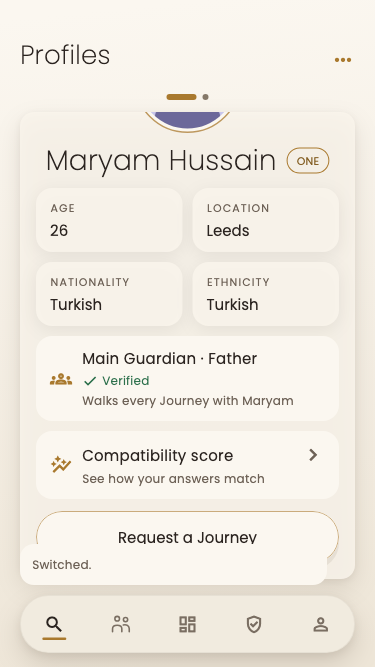 Profiles
Maryam Hussain ONE
AGE
26
LOCATION
Leeds
NATIONALITY
Turkish
ETHNICITY
Turkish
Main Guardian · Father
Verified
Walks every Journey with Maryam
Compatibility score
See how your answers match
Request a Journey
Switched.